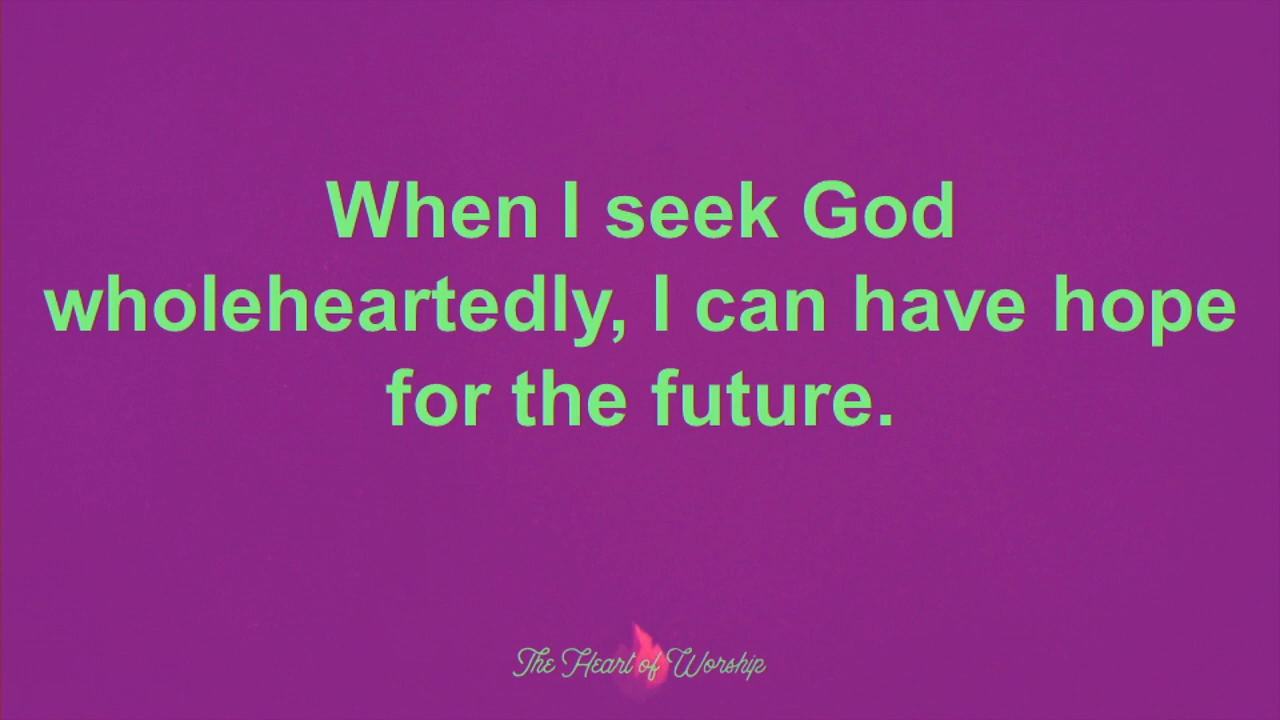 When I seek God
wholeheartedly, I can have hope
for the future.
The Heart of Worship